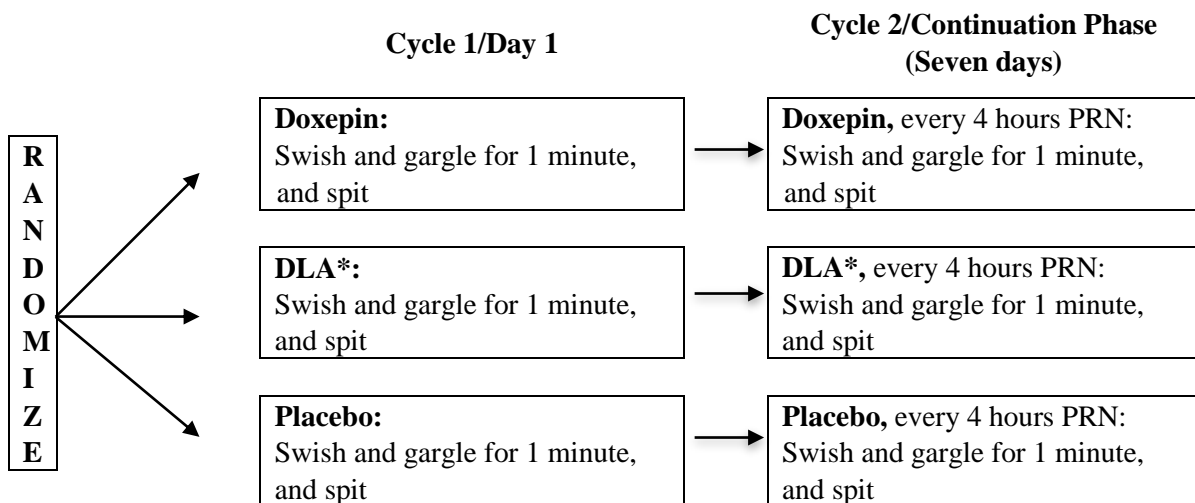 Cycle 1/Day 1
Cycle 2/Continuation Phase
(Seven days)
R
A
N
D
O
M
I
Z
E
Doxepin:
Swish and gargle for 1 minute,
and spit
Doxepin, every 4 hours PRN:
Swish and gargle for 1 minute,
and spit
DLA*:
Swish and gargle for 1 minute,
and spit
DLA*, every 4 hours PRN:
Swish and gargle for 1 minute,
and spit
Placebo:
Swish and gargle for 1 minute,
and spit
Placebo, every 4 hours PRN:
Swish and gargle for 1 minute,
and spit